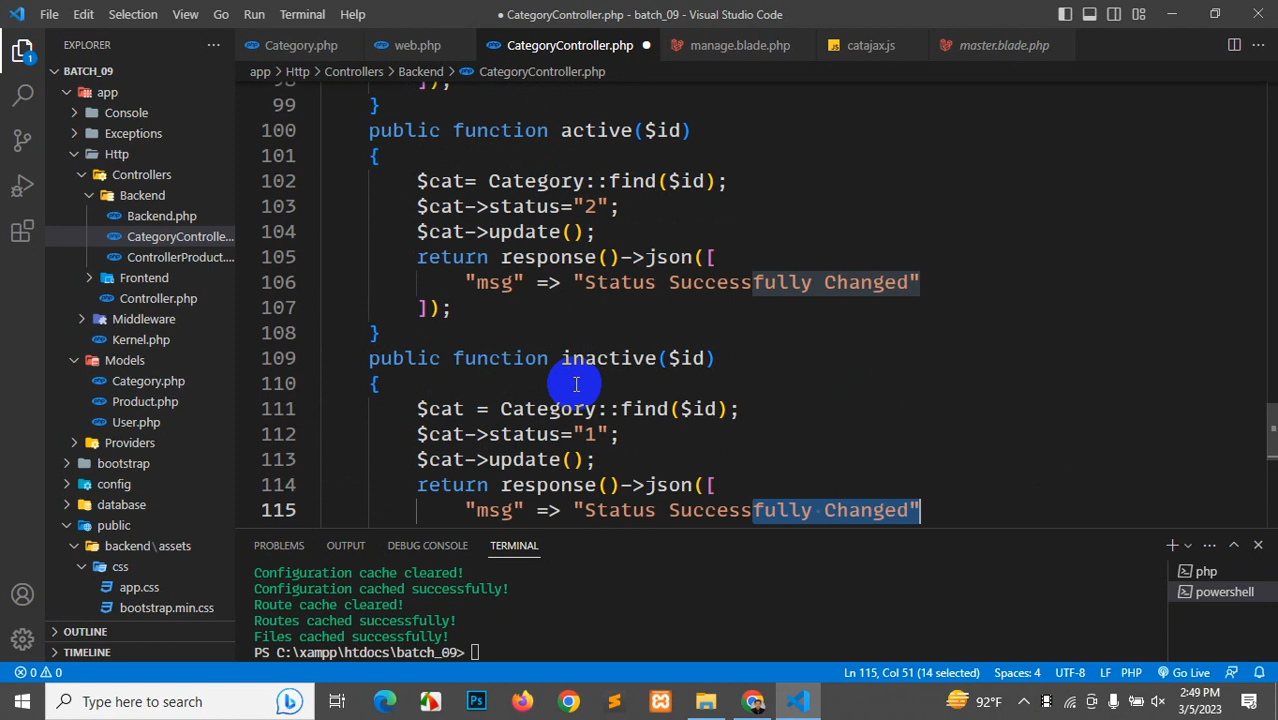 File Edit Selection View Go Run Terminal Help
● CategoryController.php - batch_09 - Visual Studio Code
EXPLORER
Category.php web.php CategoryController.php manage.blade.php catajax.js master.blade.php
BATCH_09
app > Http > Controllers > Backend > CategoryController.php
app
Console
Exceptions
Http
Controllers
Backend
Backend.php
CategoryControlle...
ControllerProduct....
Frontend
Controller.php
Middleware
Kernel.php
Models
Category.php
Product.php
User.php
Providers
bootstrap
config
database
public
backend\assets
css
app.css
bootstrap.min.css
OUTLINE
TIMELINE
1
98 ]);
99 }
100 public function active($id)
101 {
102 $cat= Category::find($id);
103 $cat->status="2";
104 $cat->update();
105 return response()->json([
106 "msg" => "Status Successfully Changed"
107 ]);
108 }
109 public function inactive($id)
110 {
111 $cat = Category::find($id);
112 $cat->status="1";
113 $cat->update();
114 return response()->json([
115 "msg" => "Status Successfully Changed"
PROBLEMS OUTPUT DEBUG CONSOLE TERMINAL
Configuration cache cleared!
Configuration cached successfully!
Route cache cleared!
Routes cached successfully!
Files cached successfully!
PS C:\xampp\htdocs\batch_09>
php
powershell
0 0 Ln 115, Col 51 (14 selected) Spaces: 4 UTF-8 LF PHP Go Live
Type here to search
Ps
92°F
2:49 PM
3/5/2023